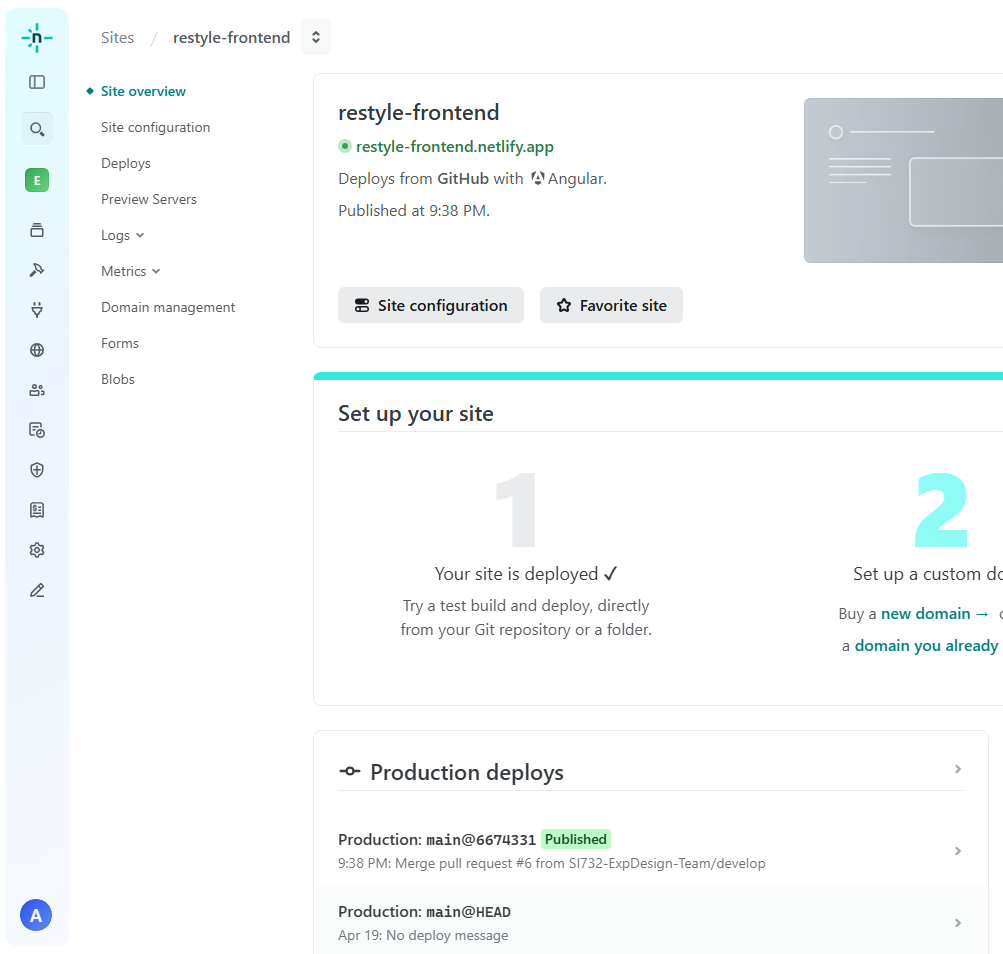 n
Sites / restyle-frontend
E
A
Site overview
Site configuration
Deploys
Preview Servers
Logs
Metrics
Domain management
Forms
Blobs
restyle-frontend
restyle-frontend.netlify.app
Deploys from GitHub with Angular.
Published at 9:38 PM.
Site configuration
Favorite site
Set up your site
1
Your site is deployed ✓
Try a test build and deploy, directly
from your Git repository or a folder.
2
Set up a custom do
Buy a new domain →
a domain you already
Production deploys
Production: main@6674331 Published
9:38 PM: Merge pull request #6 from SI732-ExpDesign-Team/develop
Production: main@HEAD
Apr 19: No deploy message